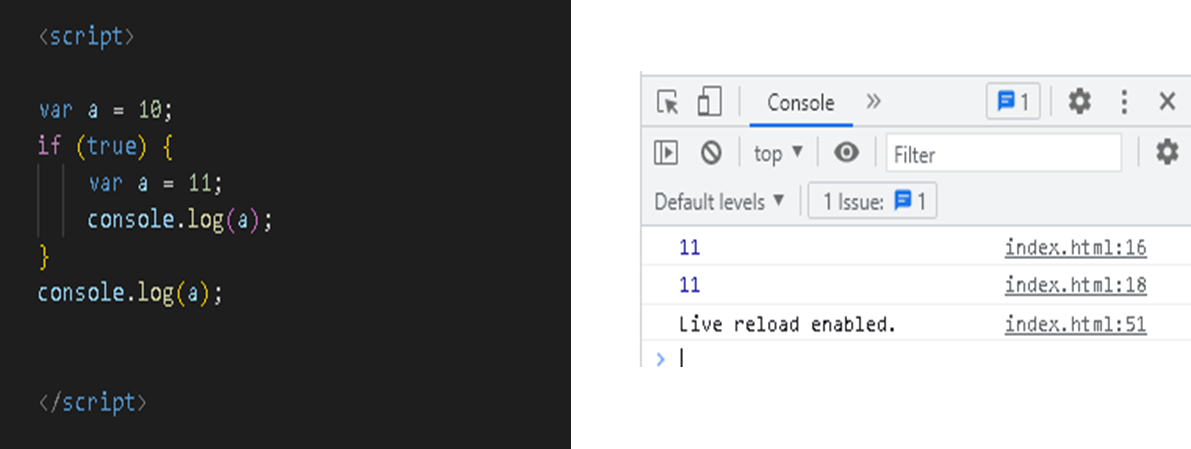 <script>
var a = 10;
if (true) {
var a = 11;
console.log(a);
}
console.log(a);
</script>
Console » 1
top ▼ Filter
Default levels ▼ 1 Issue: 1
11 index.html:16
11 index.html:18
Live reload enabled. index.html:51
>